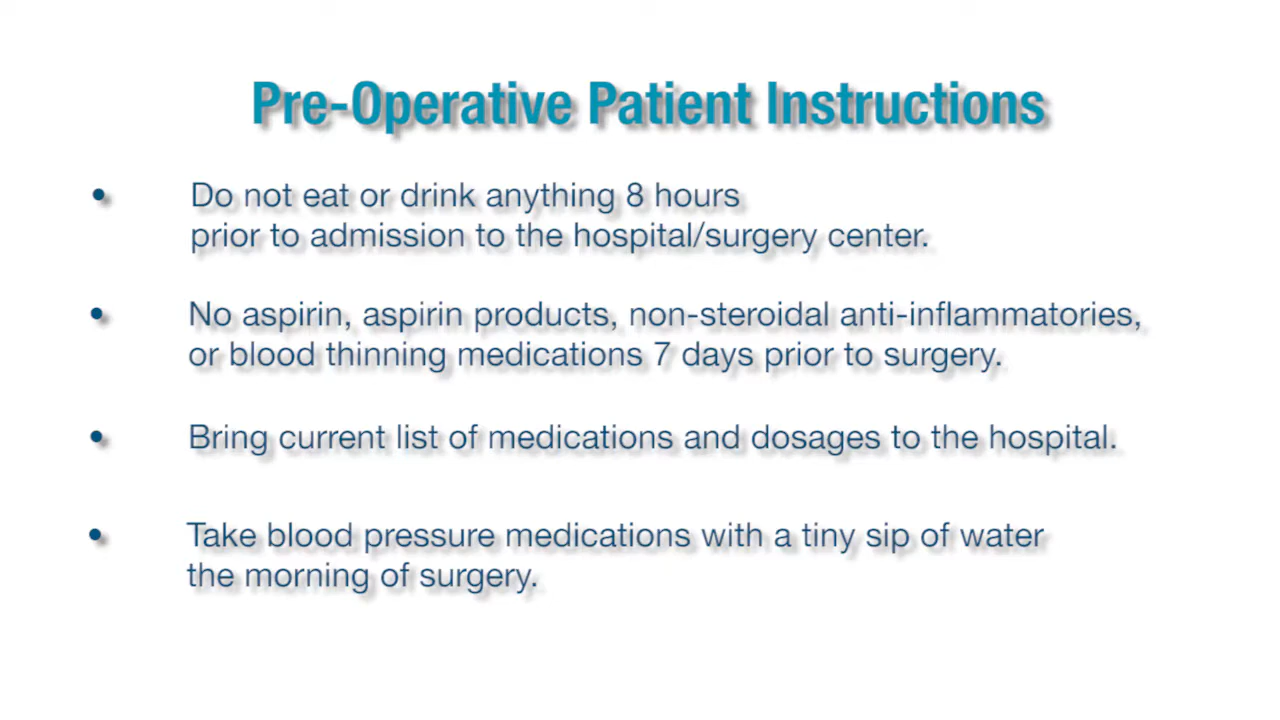 Pre-Operative Patient Instructions
• Do not eat or drink anything 8 hours
prior to admission to the hospital/surgery center.
• No aspirin, aspirin products, non-steroidal anti-inflammatories,
or blood thinning medications 7 days prior to surgery.
• Bring current list of medications and dosages to the hospital.
• Take blood pressure medications with a tiny sip of water
the morning of surgery.